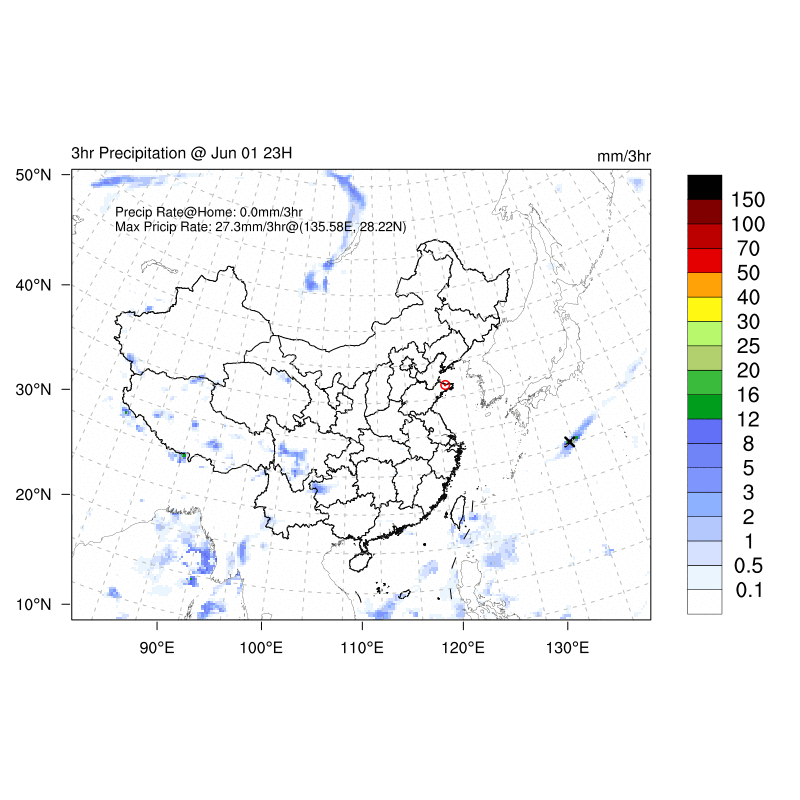 3hr Precipitation @ Jun 01 23H
mm/3hr
Precip Rate@Home: 0.0mm/3hr
Max Pricip Rate: 27.3mm/3hr@(135.58E, 28.22N)
50°N
40°N
30°N
20°N
10°N
90°E
100°E
110°E
120°E
130°E
150
100
70
50
40
30
25
20
16
12
8
5
3
2
1
0.5
0.1